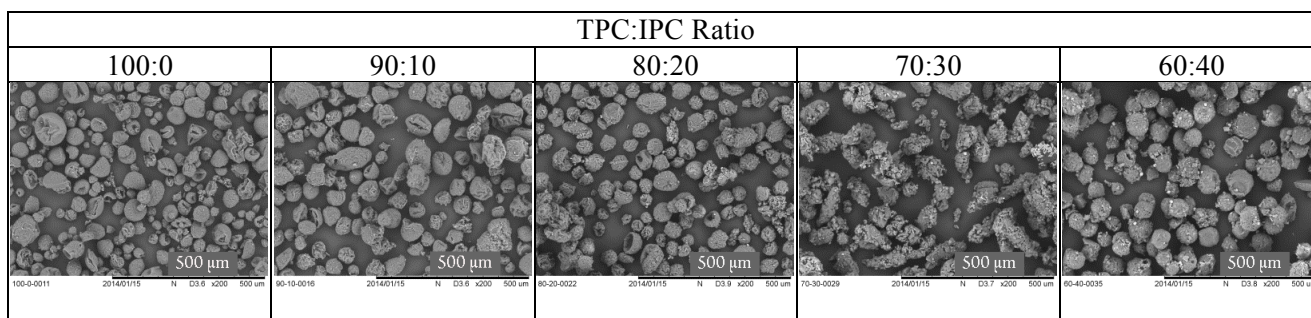 TPC:IPC Ratio
100:0 90:10 80:20 70:30 60:40
500 µm 500 µm 500 µm 500 µm 500 µm
100-0-0011 2014/01/15 N D3.6 x200 500 um 90-10-0016 2014/01/15 N D3.6 x200 500 um 80-20-0022 2014/01/15 N D3.9 x200 500 um 70-30-0029 2014/01/15 N D3.7 x200 500 um 60-40-0035 2014/01/15 N D3.8 x200 500 um